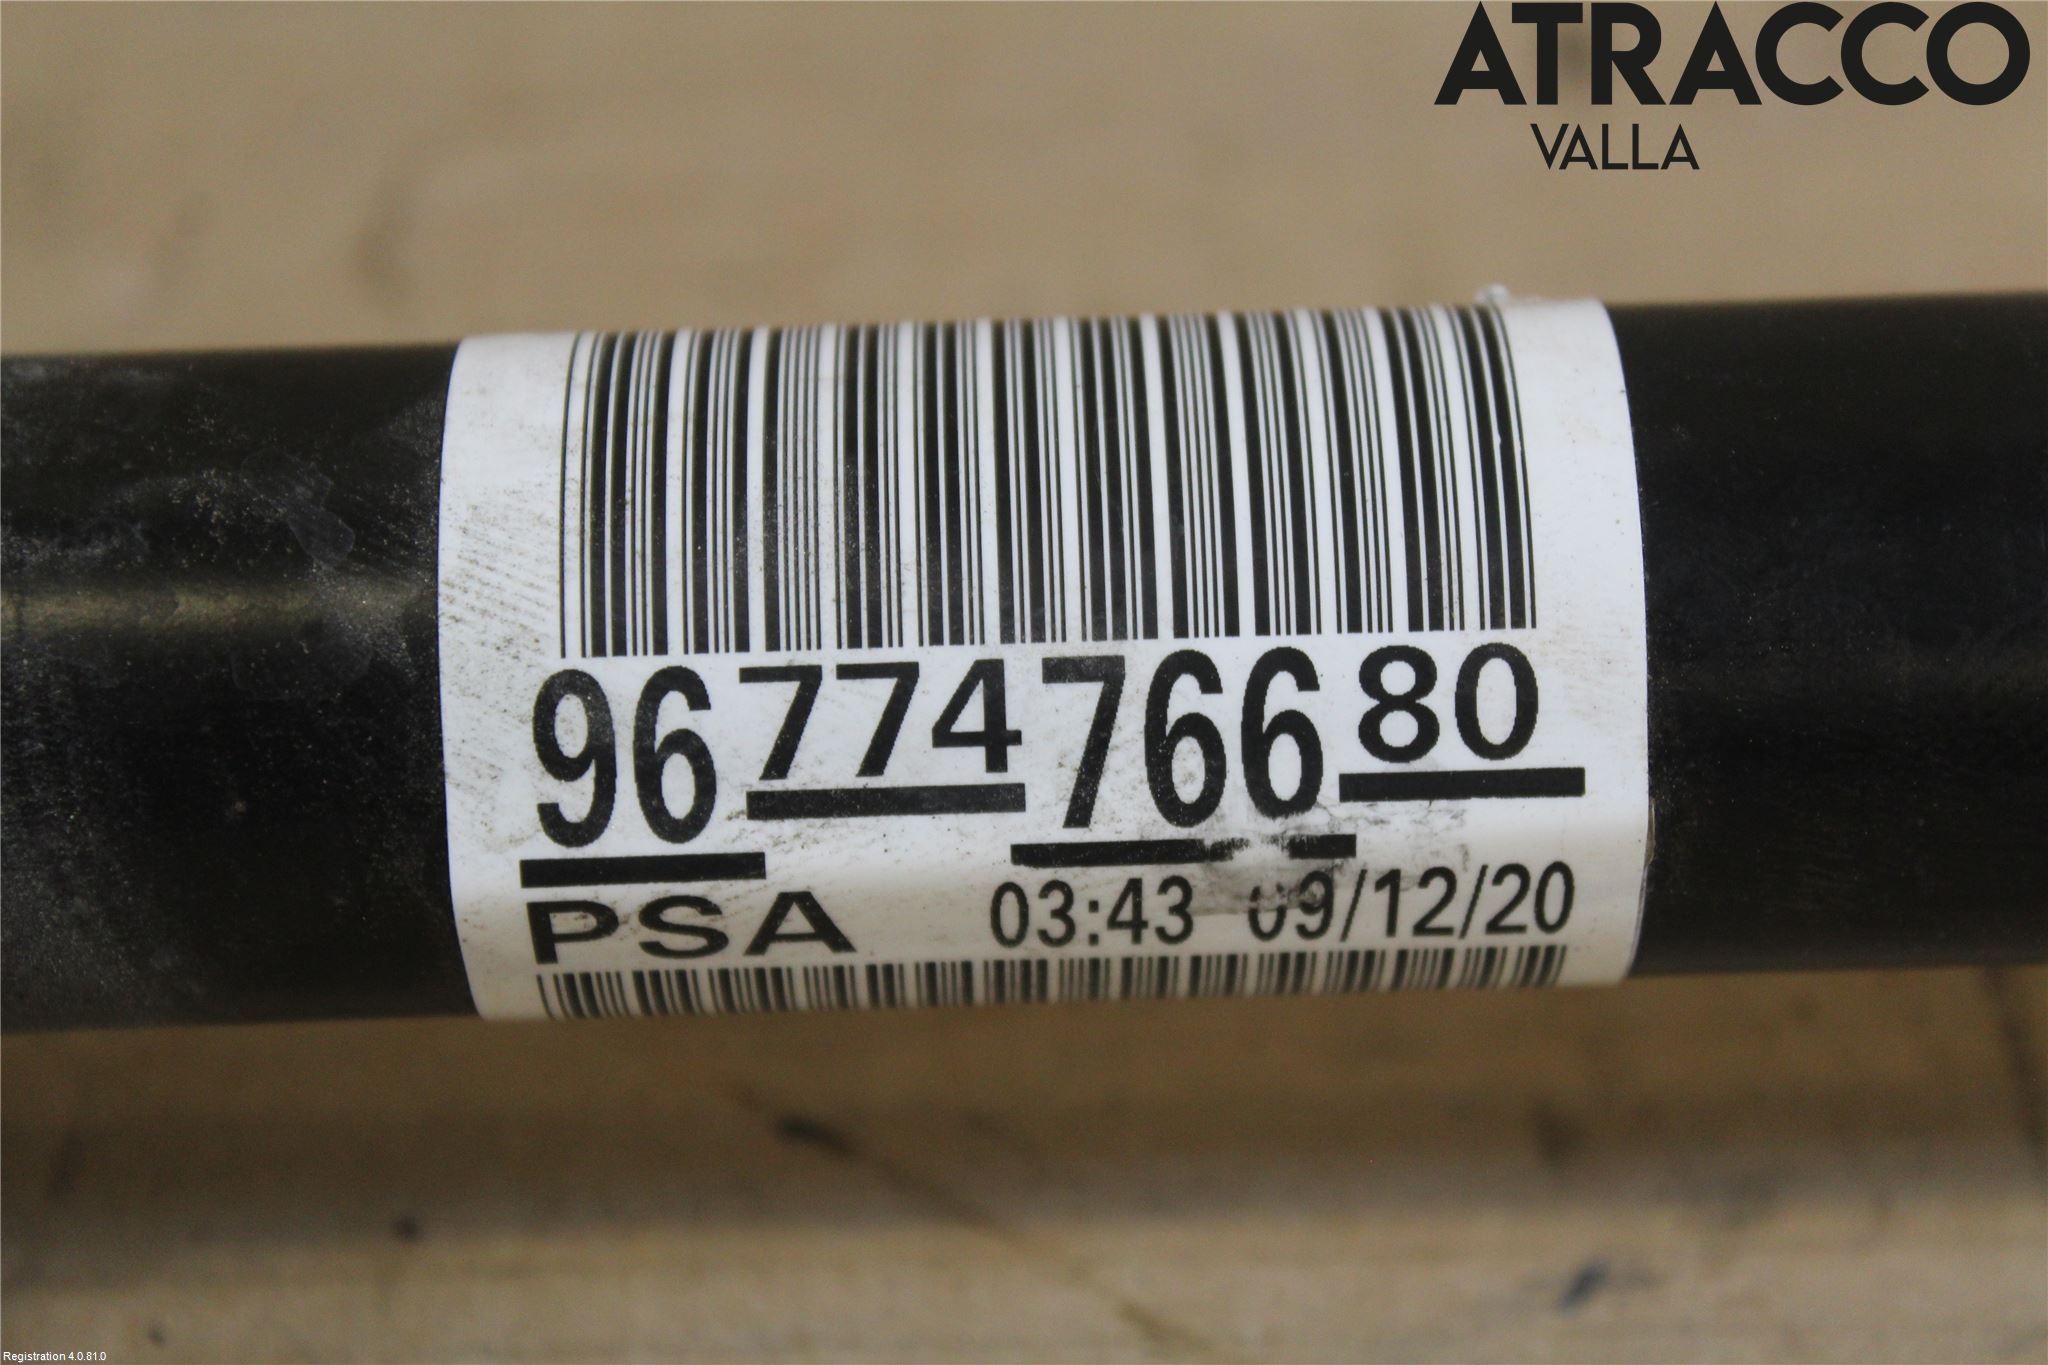 ATRACCO
VALLA
9677476680
PSA 03:43 09/12/20
Registration 4.0.81.0